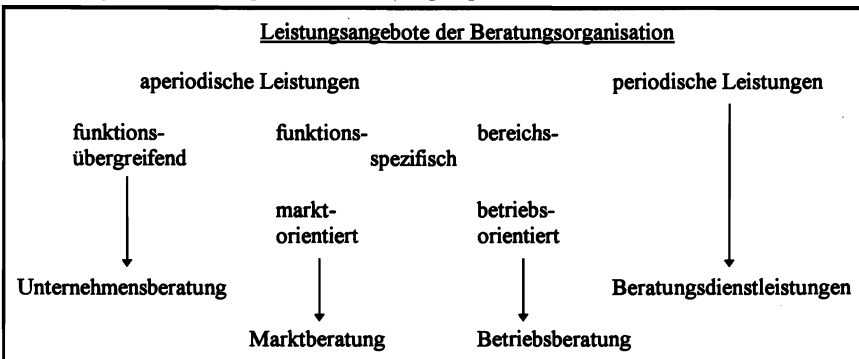 Leistungsangebote der Beratungsorganisation
aperiodische Leistungen periodische Leistungen
funktions- funktions- bereichs-
übergreifend spezifisch
markt- betriebs-
orientiert orientiert
Unternehmensberatung Beratungsdienstleistungen
Marktberatung Betriebsberatung